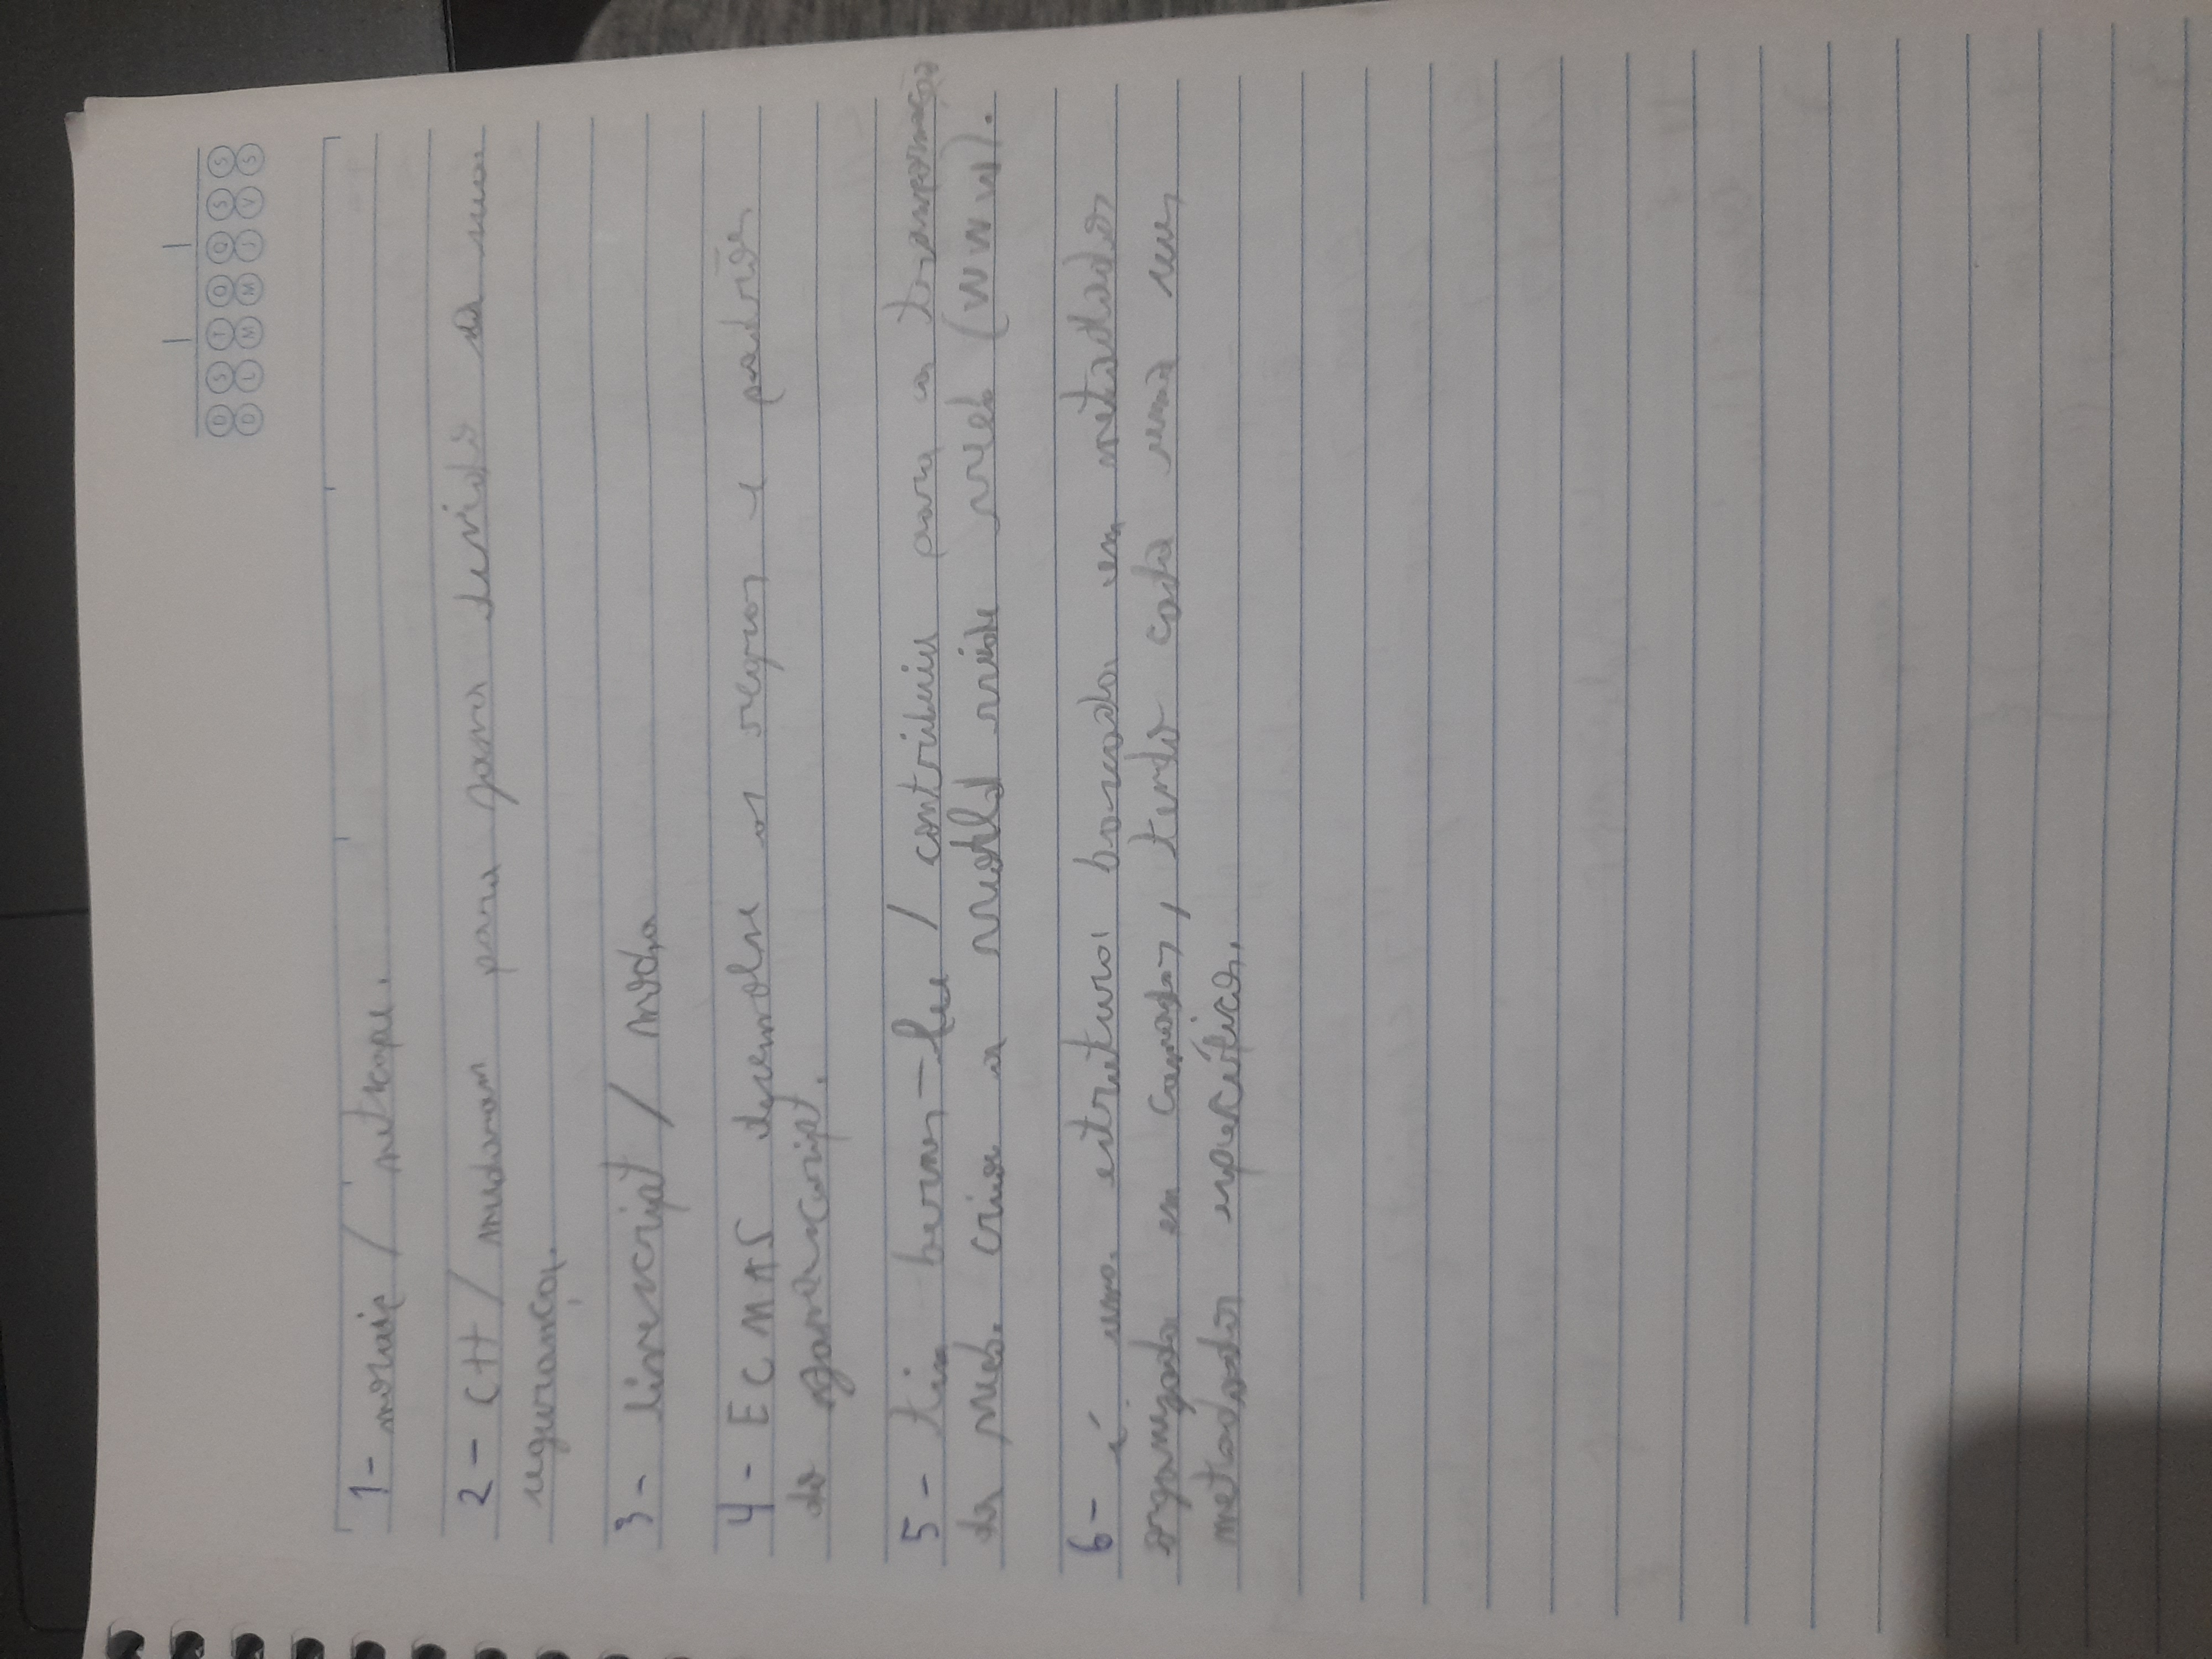 D S T Q Q S S
D L M M J V S
1- mosaic / netscape.
2- C++ / mudaram para java devido a sua
segurança.
3- livescript / mocha
4- ECMAS desenvolve as regras e padrões
do javascript.
5- tim bernes-lee / contribuiu para a transformação
da web. criou a world wide web (WWW).
6- é uma estrutura baseada em metadados
organizada em camadas, tendo cada uma seus
metadados específicos.